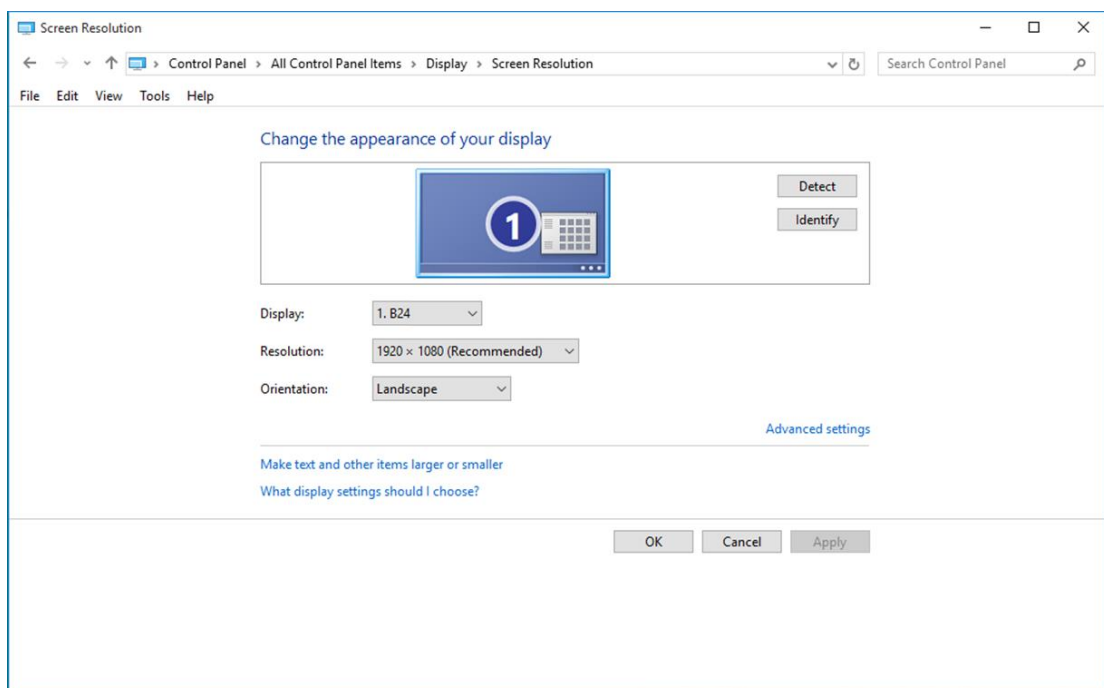 Screen Resolution
Control Panel > All Control Panel Items > Display > Screen Resolution
Search Control Panel
File Edit View Tools Help
Change the appearance of your display
1
Detect
Identify
Display: 1. B24
Resolution: 1920 × 1080 (Recommended)
Orientation: Landscape
Advanced settings
Make text and other items larger or smaller
What display settings should I choose?
OK Cancel Apply